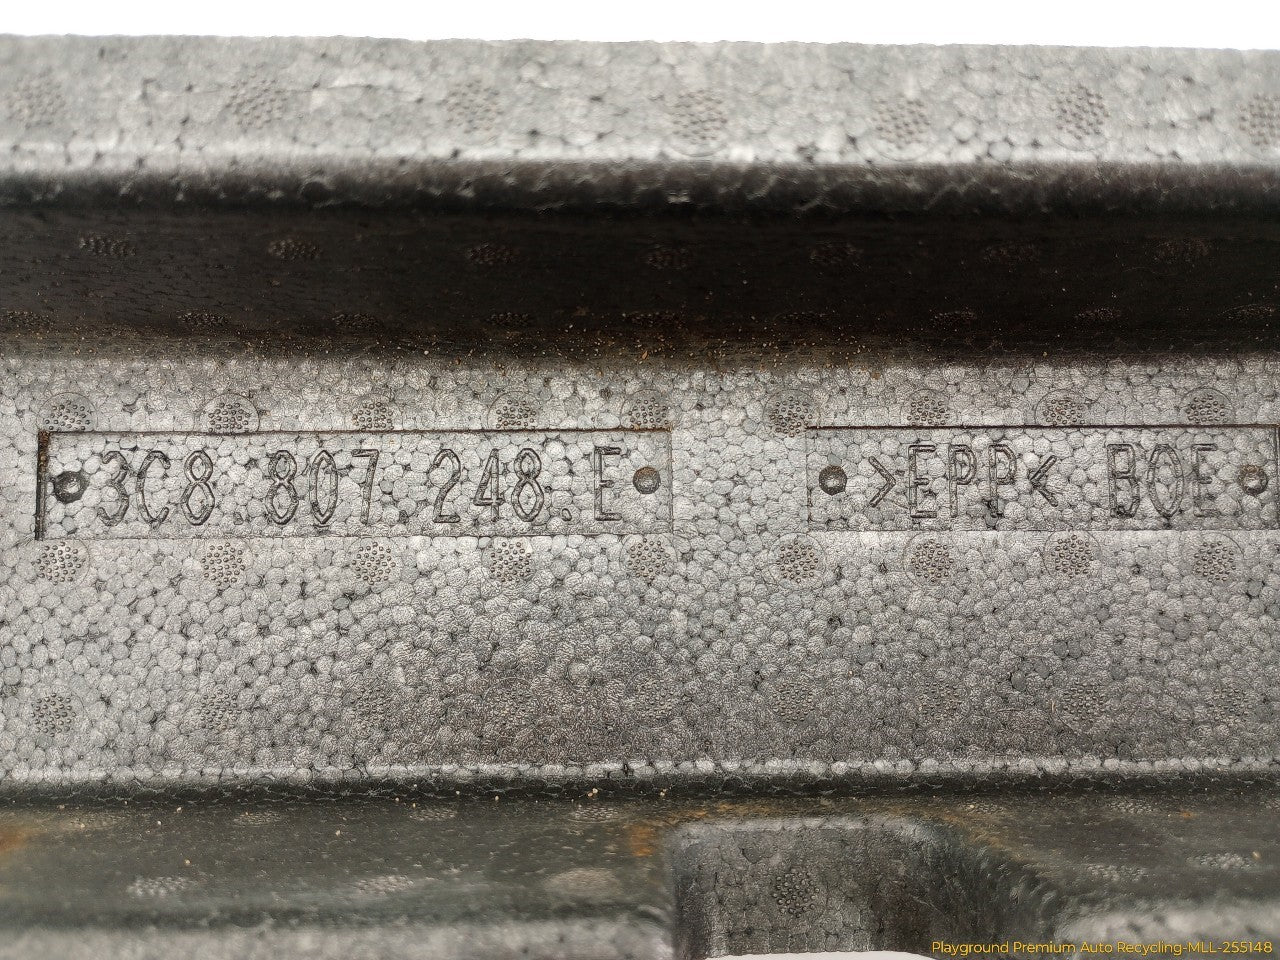 3C8.807.248.E
>EPP< BOE
Playground Premium Auto Recycling-MLL-255148